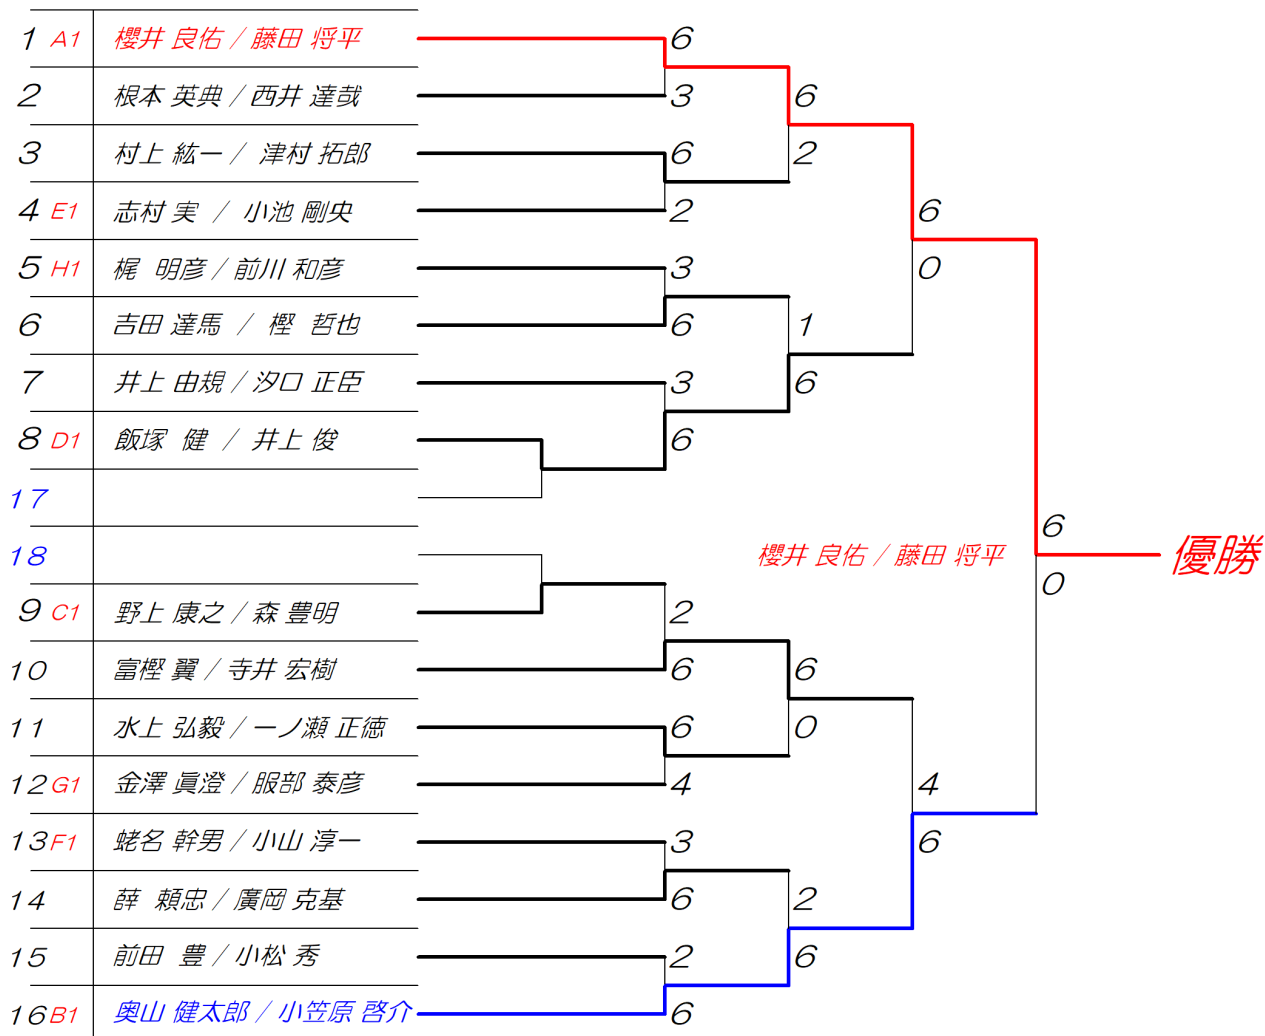 1 A1 櫻井 良佑 / 藤田 将平 6
2 根本 英典 / 西井 達哉 3 6
3 村上 紘一 / 津村 拓郎 6 2
4 E1 志村 実 / 小池 剛央 2 6
5 H1 梶 明彦 / 前川 和彦 3 0
6 吉田 達馬 / 樫 哲也 6 1
7 井上 由規 / 汐口 正臣 3 6
8 D1 飯塚 健 / 井上 俊 6
17
6
18 櫻井 良佑 / 藤田 将平 優勝
0
9 C1 野上 康之 / 森 豊明 2
10 富樫 翼 / 寺井 宏樹 6 6
11 水上 弘毅 / 一ノ瀬 正徳 6 0
12 G1 金澤 眞澄 / 服部 泰彦 4 4
13 F1 蛯名 幹男 / 小山 淳一 3 6
14 薛 頼忠 / 廣岡 克基 6 2
15 前田 豊 / 小松 秀 2 6
16 B1 奥山 健太郎 / 小笠原 啓介 6